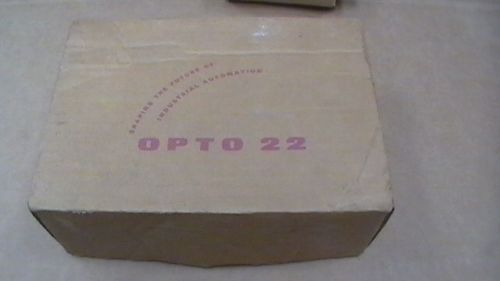 SHAPING THE FUTURE OF
INDUSTRIAL AUTOMATION
OPTO 22